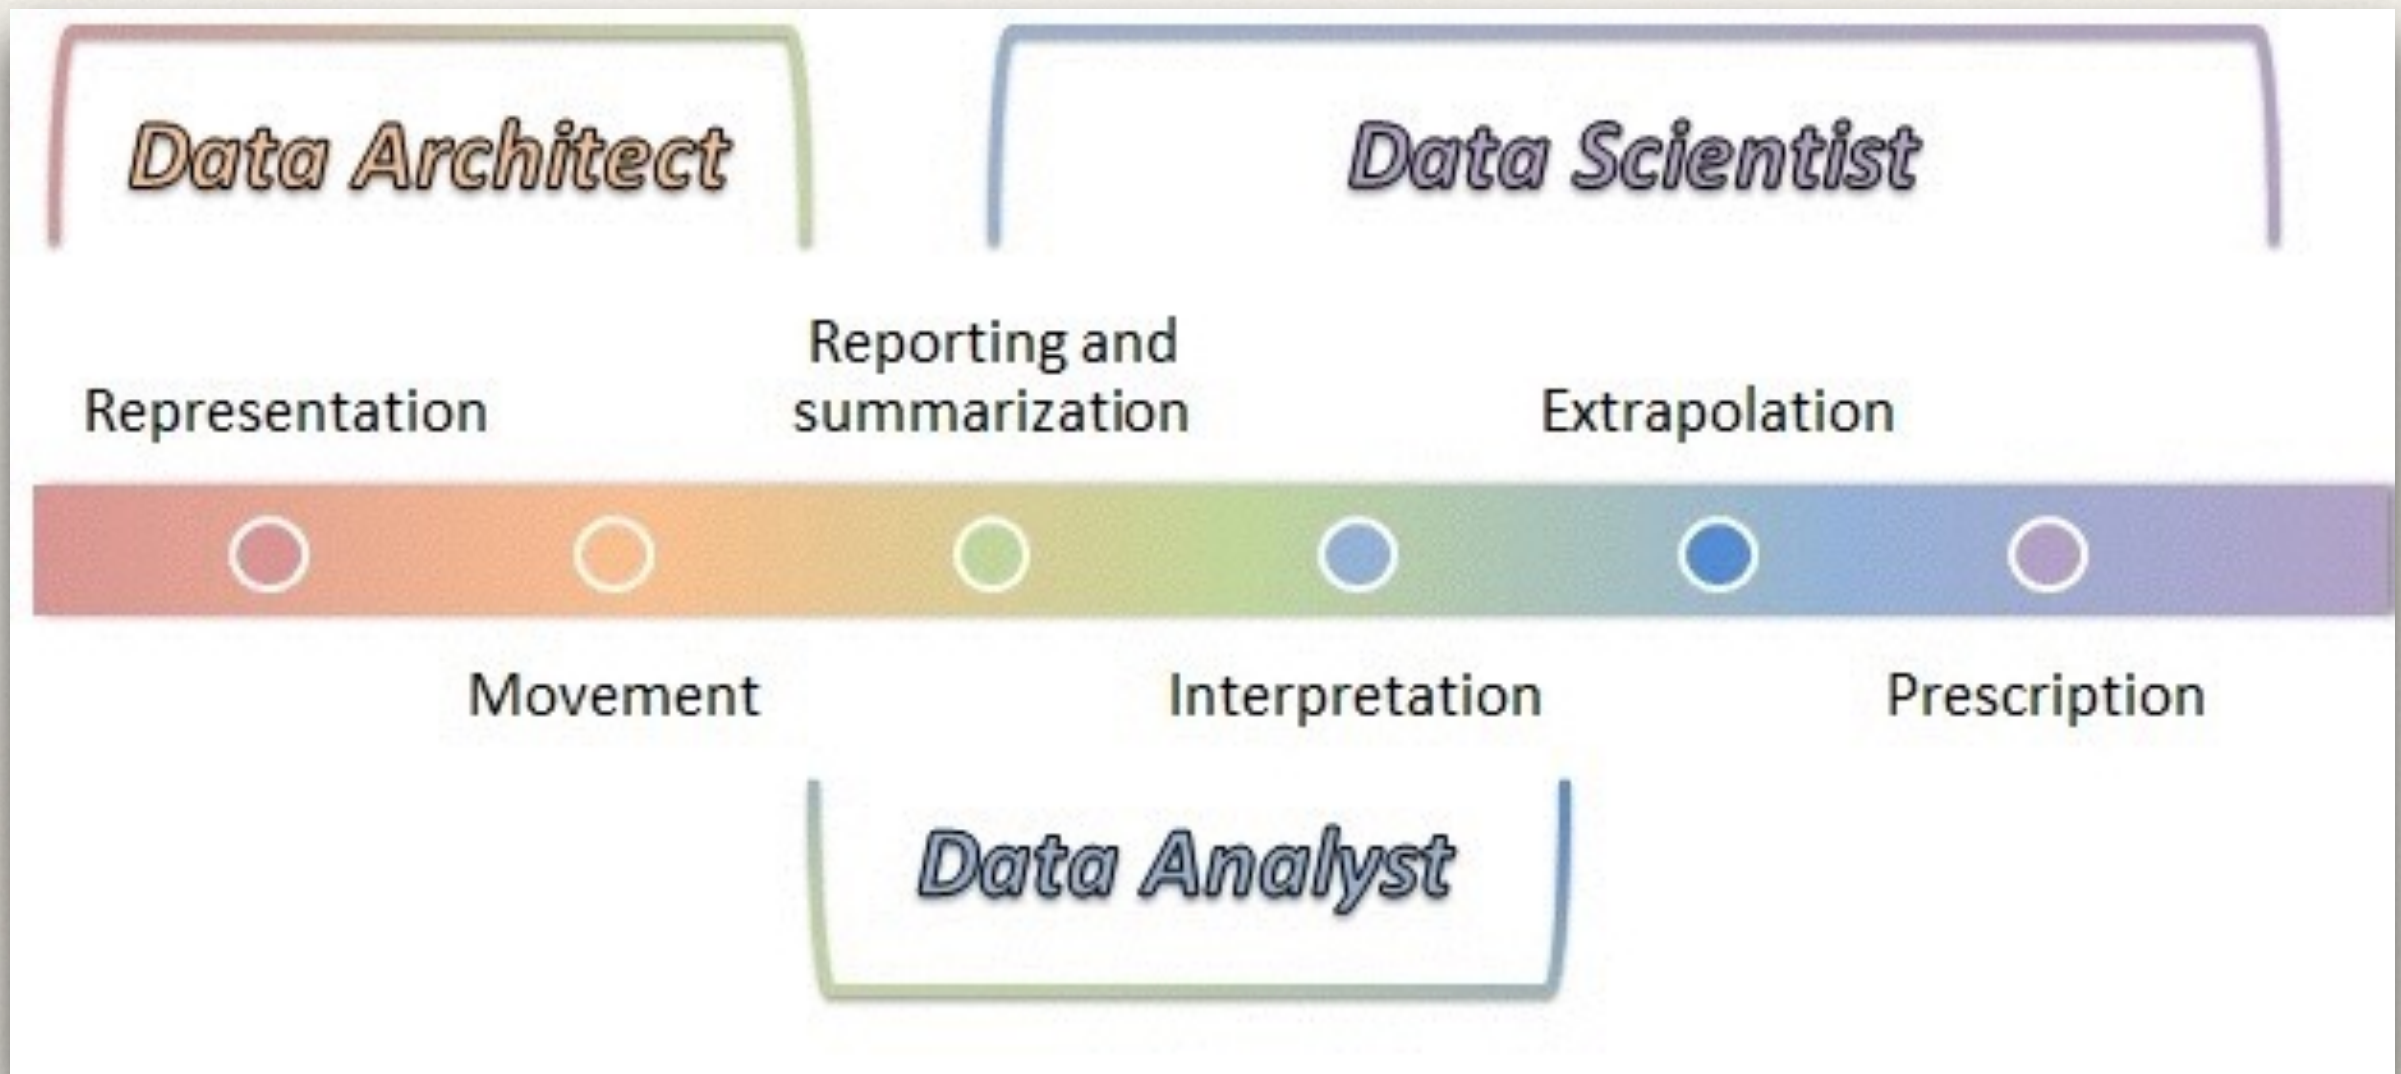 Data Architect
Data Scientist
Reporting and
summarization
Representation
Extrapolation
Movement
Interpretation
Prescription
Data Analyst